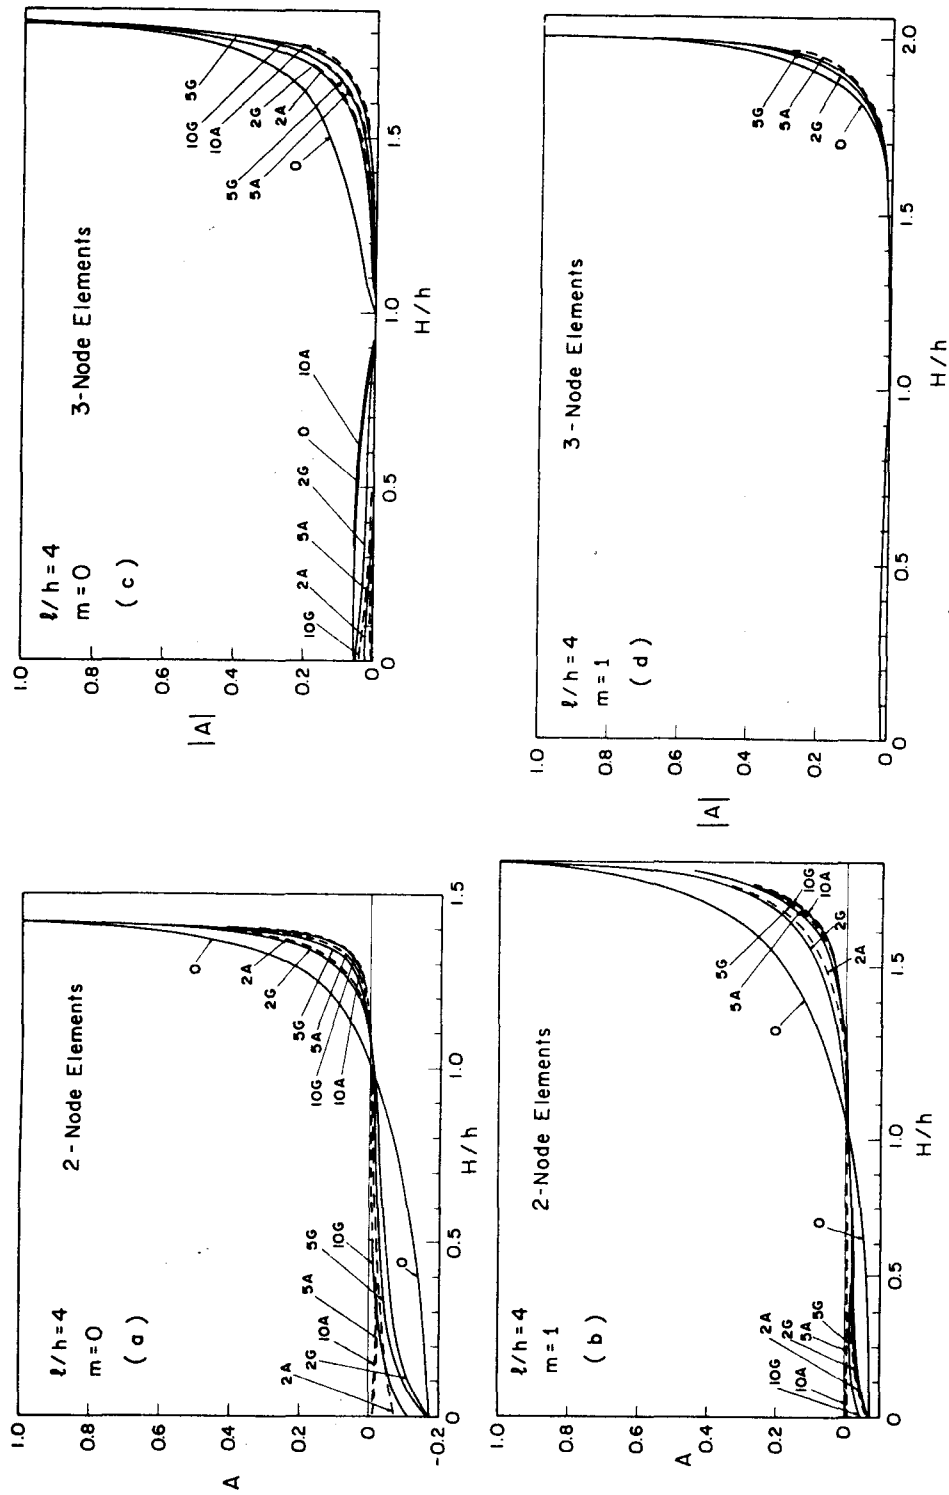 2-Node Elements
ℓ/h=4
m=0
(a)
A
1.0
0.8
0.6
0.4
0.2
0
-0.2
0
0.5
1.0
1.5
H/h
O
2A
2G
5G
5A
10G
10A
2A
2G
10A
5A
5G
10G
O
3-Node Elements
ℓ/h=4
m=0
(c)
|A|
1.0
0.8
0.6
0.4
0.2
0
0
0.5
1.0
1.5
H/h
5G
10G
10A
2G
2A
5G
5A
O
10G
2A
5A
2G
O
10A
2-Node Elements
ℓ/h=4
m=1
(b)
A
1.0
0.8
0.6
0.4
0.2
0
0
0.5
1.0
1.5
H/h
5G
5A
O
10G
10A
2G
2A
10G
10A
2A
2G
5A
5G
O
3-Node Elements
ℓ/h=4
m=1
(d)
|A|
1.0
0.8
0.6
0.4
0.2
0
0
0.5
1.0
1.5
2.0
H/h
5G
5A
2G
O